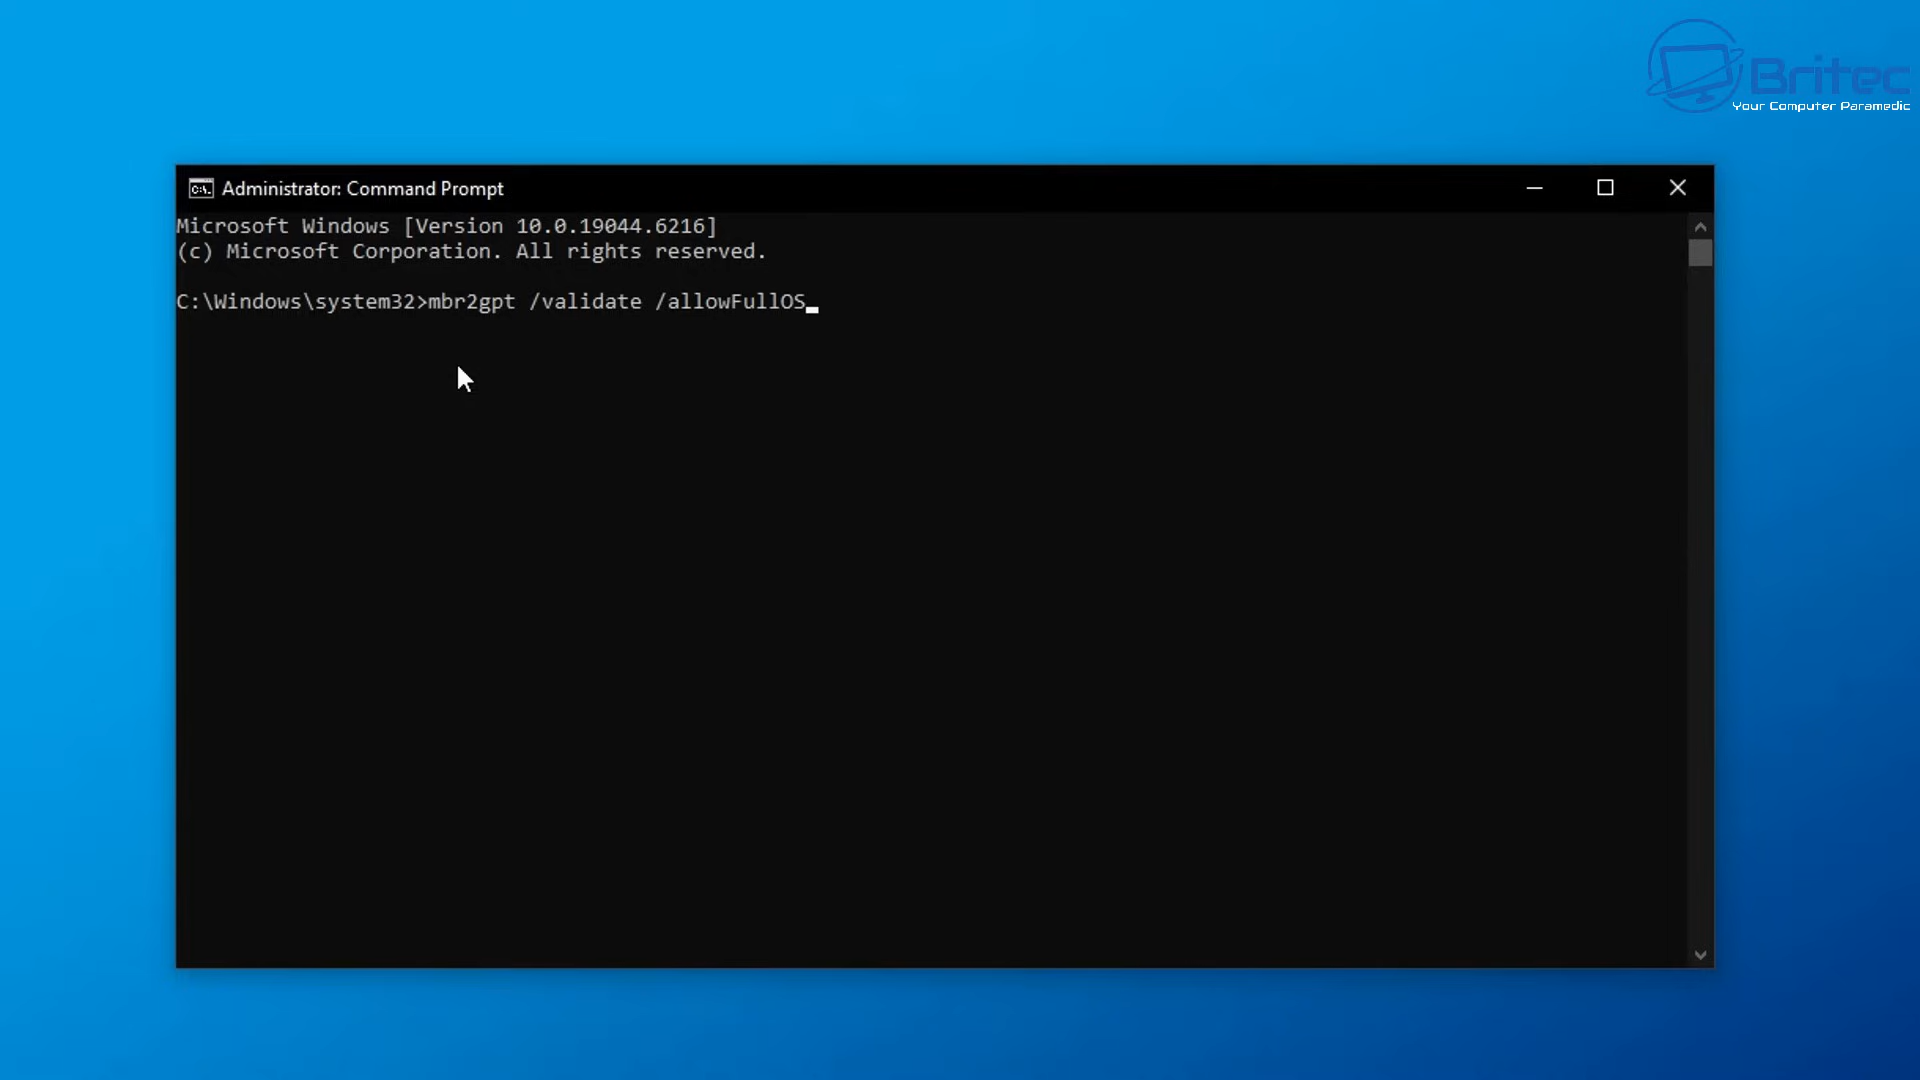 Britec
Your Computer Paramedic
Administrator: Command Prompt
Microsoft Windows [Version 10.0.19044.6216]
(c) Microsoft Corporation. All rights reserved.
C:\Windows\system32>mbr2gpt /validate /allowFullOS